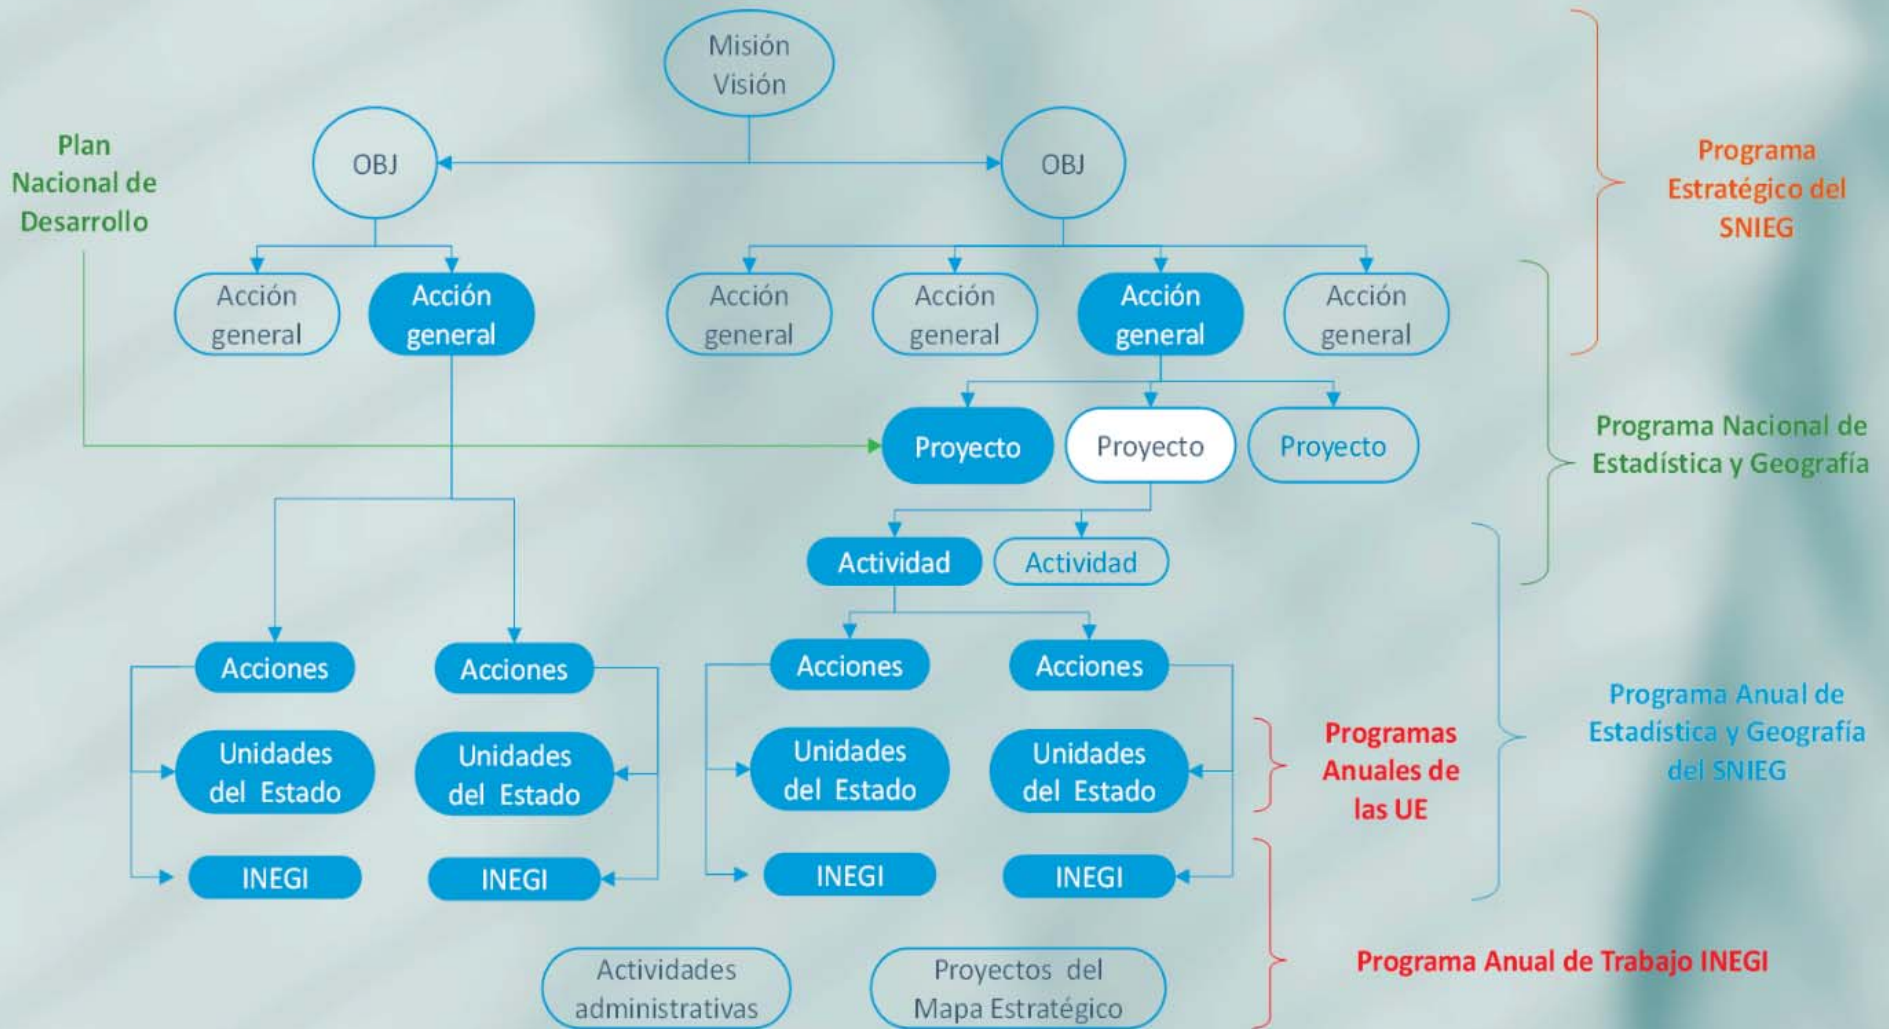 Misión
Visión
Plan
Nacional de
Desarrollo
OBJ
OBJ
Programa
Estratégico del
SNIEG
Acción
general
Acción
general
Acción
general
Acción
general
Acción
general
Acción
general
Proyecto
Proyecto
Proyecto
Programa Nacional de
Estadística y Geografía
Actividad
Actividad
Acciones
Acciones
Acciones
Acciones
Unidades
del Estado
Unidades
del Estado
Unidades
del Estado
Unidades
del Estado
Programas
Anuales de
las UE
Programa Anual de
Estadística y Geografía
del SNIEG
INEGI
INEGI
INEGI
INEGI
Actividades
administrativas
Proyectos del
Mapa Estratégico
Programa Anual de Trabajo INEGI